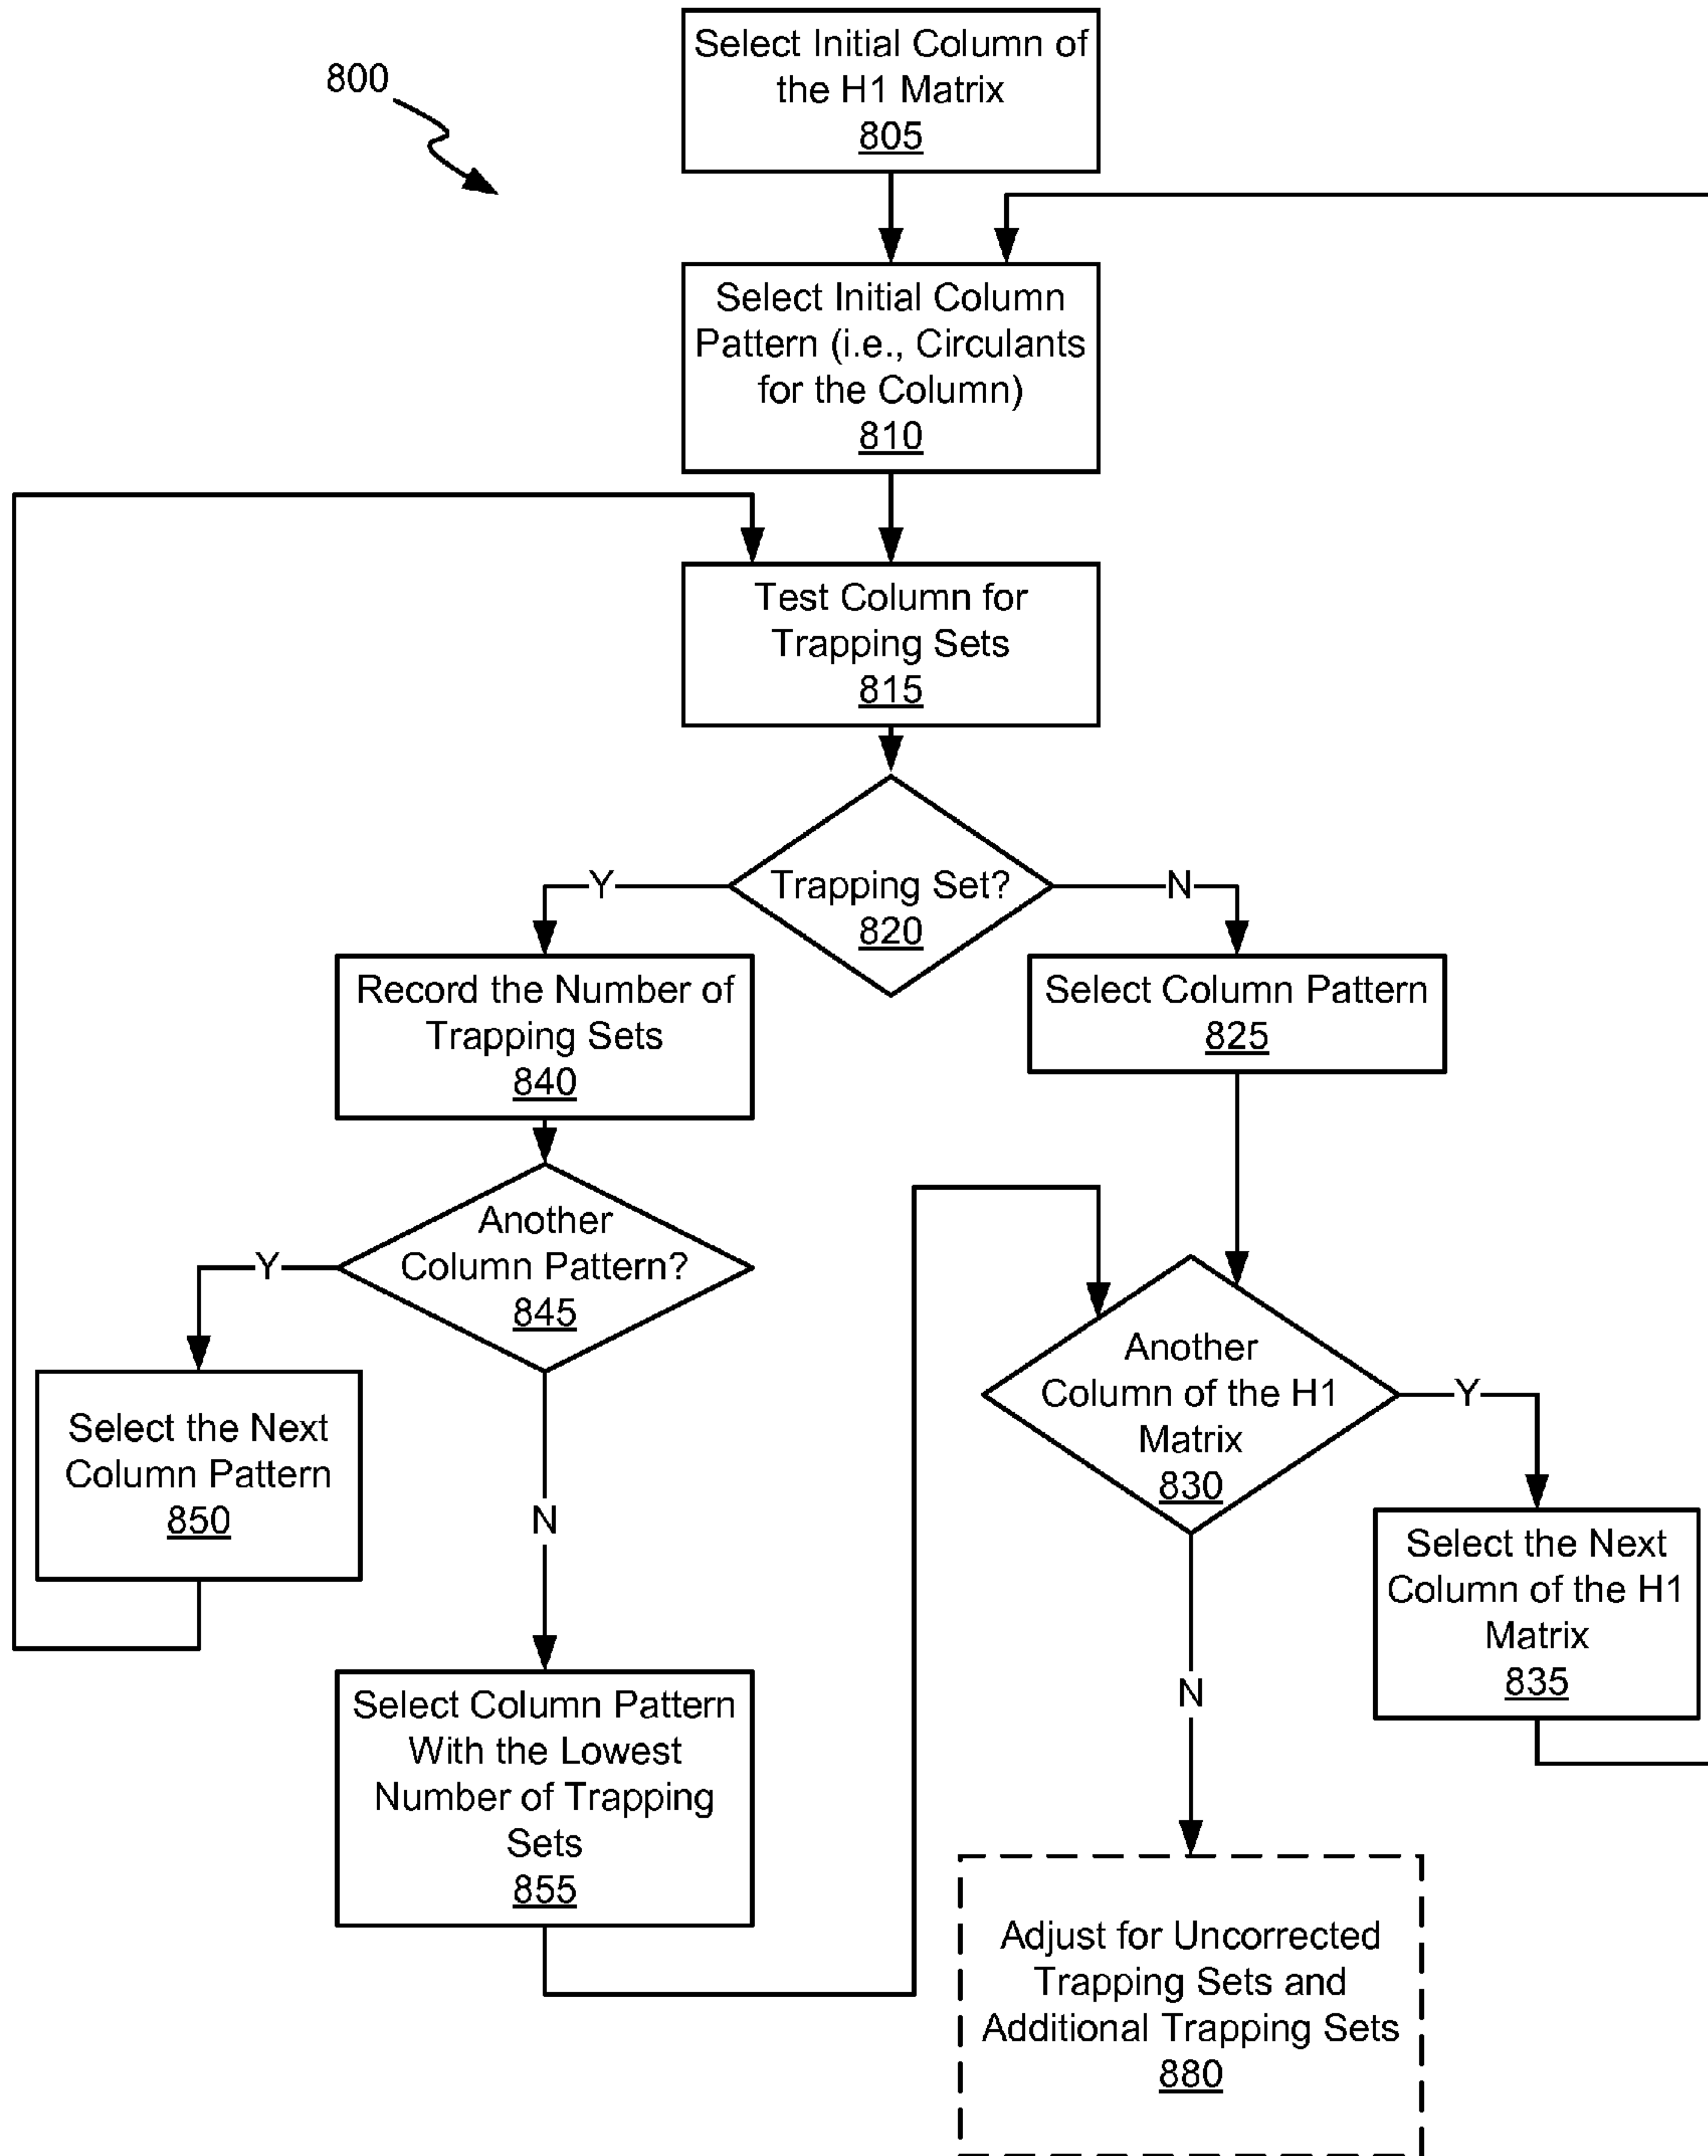 800
Select Initial Column of
the H1 Matrix
805
Select Initial Column
Pattern (i.e., Circulants
for the Column)
810
Test Column for
Trapping Sets
815
Trapping Set?
820
Y
N
Record the Number of
Trapping Sets
840
Select Column Pattern
825
Another
Column Pattern?
845
Y
N
Select the Next
Column Pattern
850
Another
Column of the H1
Matrix
830
Y
N
Select the Next
Column of the H1
Matrix
835
Select Column Pattern
With the Lowest
Number of Trapping
Sets
855
Adjust for Uncorrected
Trapping Sets and
Additional Trapping Sets
880